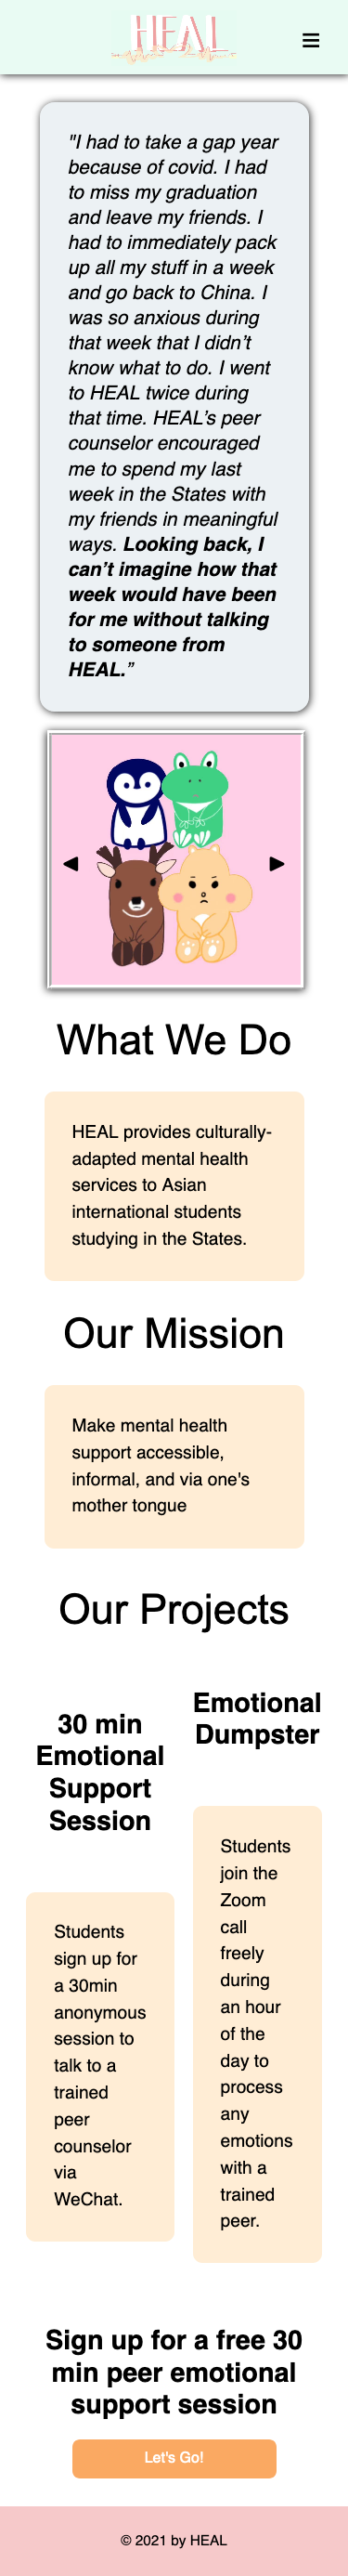 HEAL
"I had to take a gap year
because of covid. I had
to miss my graduation
and leave my friends. I
had to immediately pack
up all my stuff in a week
and go back to China. I
was so anxious during
that week that I didn’t
know what to do. I went
to HEAL twice during
that time. HEAL’s peer
counselor encouraged
me to spend my last
week in the States with
my friends in meaningful
ways. Looking back, I
can’t imagine how that
week would have been
for me without talking
to someone from
HEAL.”
What We Do
HEAL provides culturally-
adapted mental health
services to Asian
international students
studying in the States.
Our Mission
Make mental health
support accessible,
informal, and via one's
mother tongue
Our Projects
30 min
Emotional
Support
Session
Students
sign up for
a 30min
anonymous
session to
talk to a
trained
peer
counselor
via
WeChat.
Emotional
Dumpster
Students
join the
Zoom
call
freely
during
an hour
of the
day to
process
any
emotions
with a
trained
peer.
Sign up for a free 30
min peer emotional
support session
Let's Go!
© 2021 by HEAL